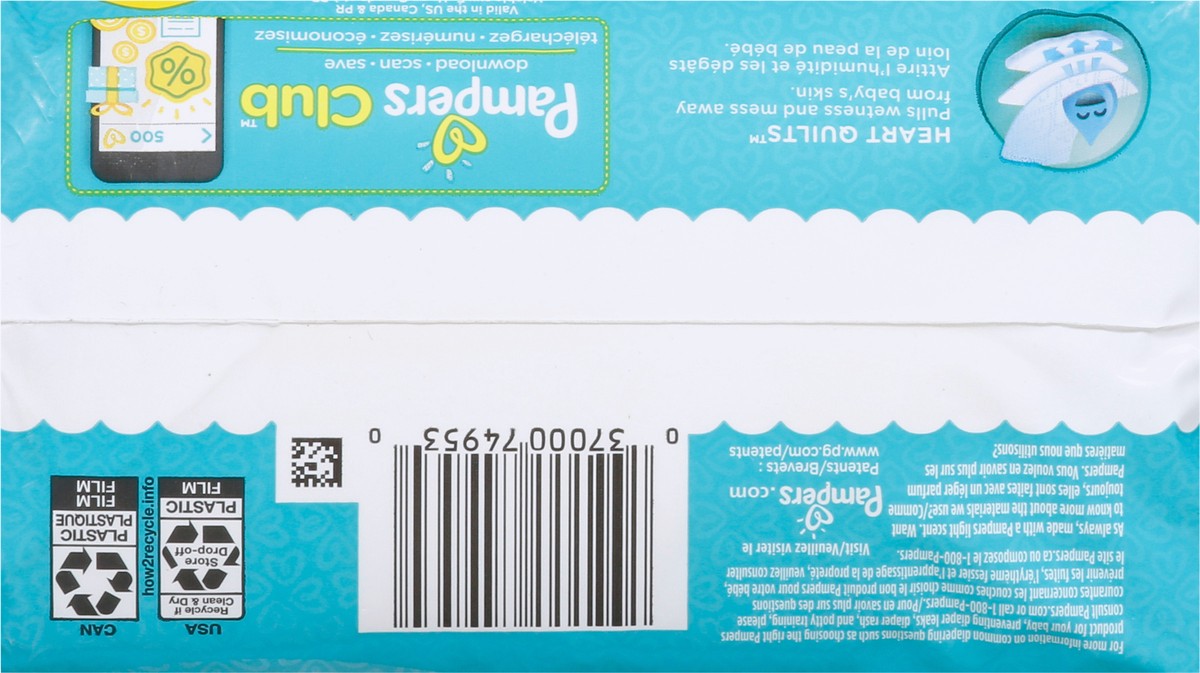 For more information on common diapering questions such as choosing the right Pampers
product for your baby, preventing diaper leaks, diaper rash, and potty training, please
consult Pampers.com or call 1-800-Pampers./Pour en savoir plus sur des questions
courantes concernant les couches comme choisir le bon produit Pampers pour votre bébé,
prévenir les fuites, l'érythème fessier et l'apprentissage de la propreté, veuillez consulter
le site Pampers.ca ou composez le 1-800-Pampers.
As always, made with a Pampers light scent. Want
to know more about the materials we use?/Comme
toujours, elles sont faites avec un léger parfum
Pampers. Vous voulez en savoir plus sur les
matières que nous utilisons?
Visit/Veuillez visiter le
Pampers.com
Patents/Brevets :
www.pg.com/patents
0 37000 74953 0
USA
Recycle if
Clean & Dry
Store
Drop-off
PLASTIC
FILM
how2recycle.info
CAN
PLASTIC
PLASTIQUE
FILM
FILM
HEART QUILTS™
Pulls wetness and mess away
from baby's skin.
Attire l'humidité et les dégâts
loin de la peau de bébé.
Pampers
Club™
download • scan • save
téléchargez • numérisez • économisez
Valid in the US, Canada & PR
500
%